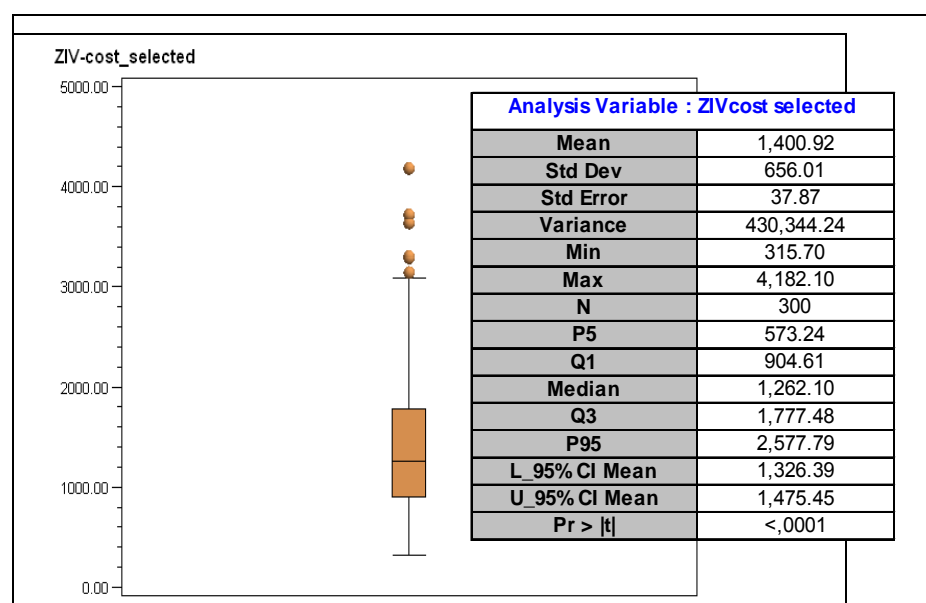 ZIV-cost_selected
5000.00
4000.00
3000.00
2000.00
1000.00
0.00
Analysis Variable : ZIVcost selected
Mean 1,400.92
Std Dev 656.01
Std Error 37.87
Variance 430,344.24
Min 315.70
Max 4,182.10
N 300
P5 573.24
Q1 904.61
Median 1,262.10
Q3 1,777.48
P95 2,577.79
L_95% CI Mean 1,326.39
U_95% CI Mean 1,475.45
Pr > |t| <,0001